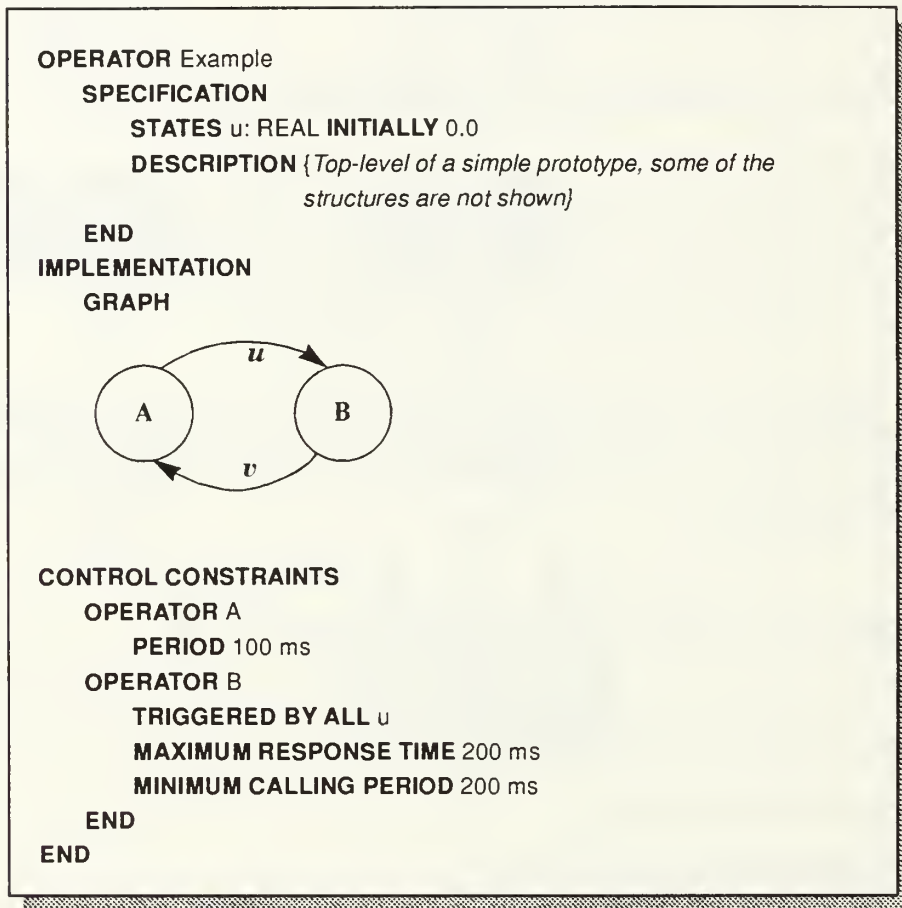 OPERATOR Example
SPECIFICATION
STATES u: REAL INITIALLY 0.0
DESCRIPTION {Top-level of a simple prototype, some of the
structures are not shown}
END
IMPLEMENTATION
GRAPH
u
A
B
v
CONTROL CONSTRAINTS
OPERATOR A
PERIOD 100 ms
OPERATOR B
TRIGGERED BY ALL u
MAXIMUM RESPONSE TIME 200 ms
MINIMUM CALLING PERIOD 200 ms
END
END